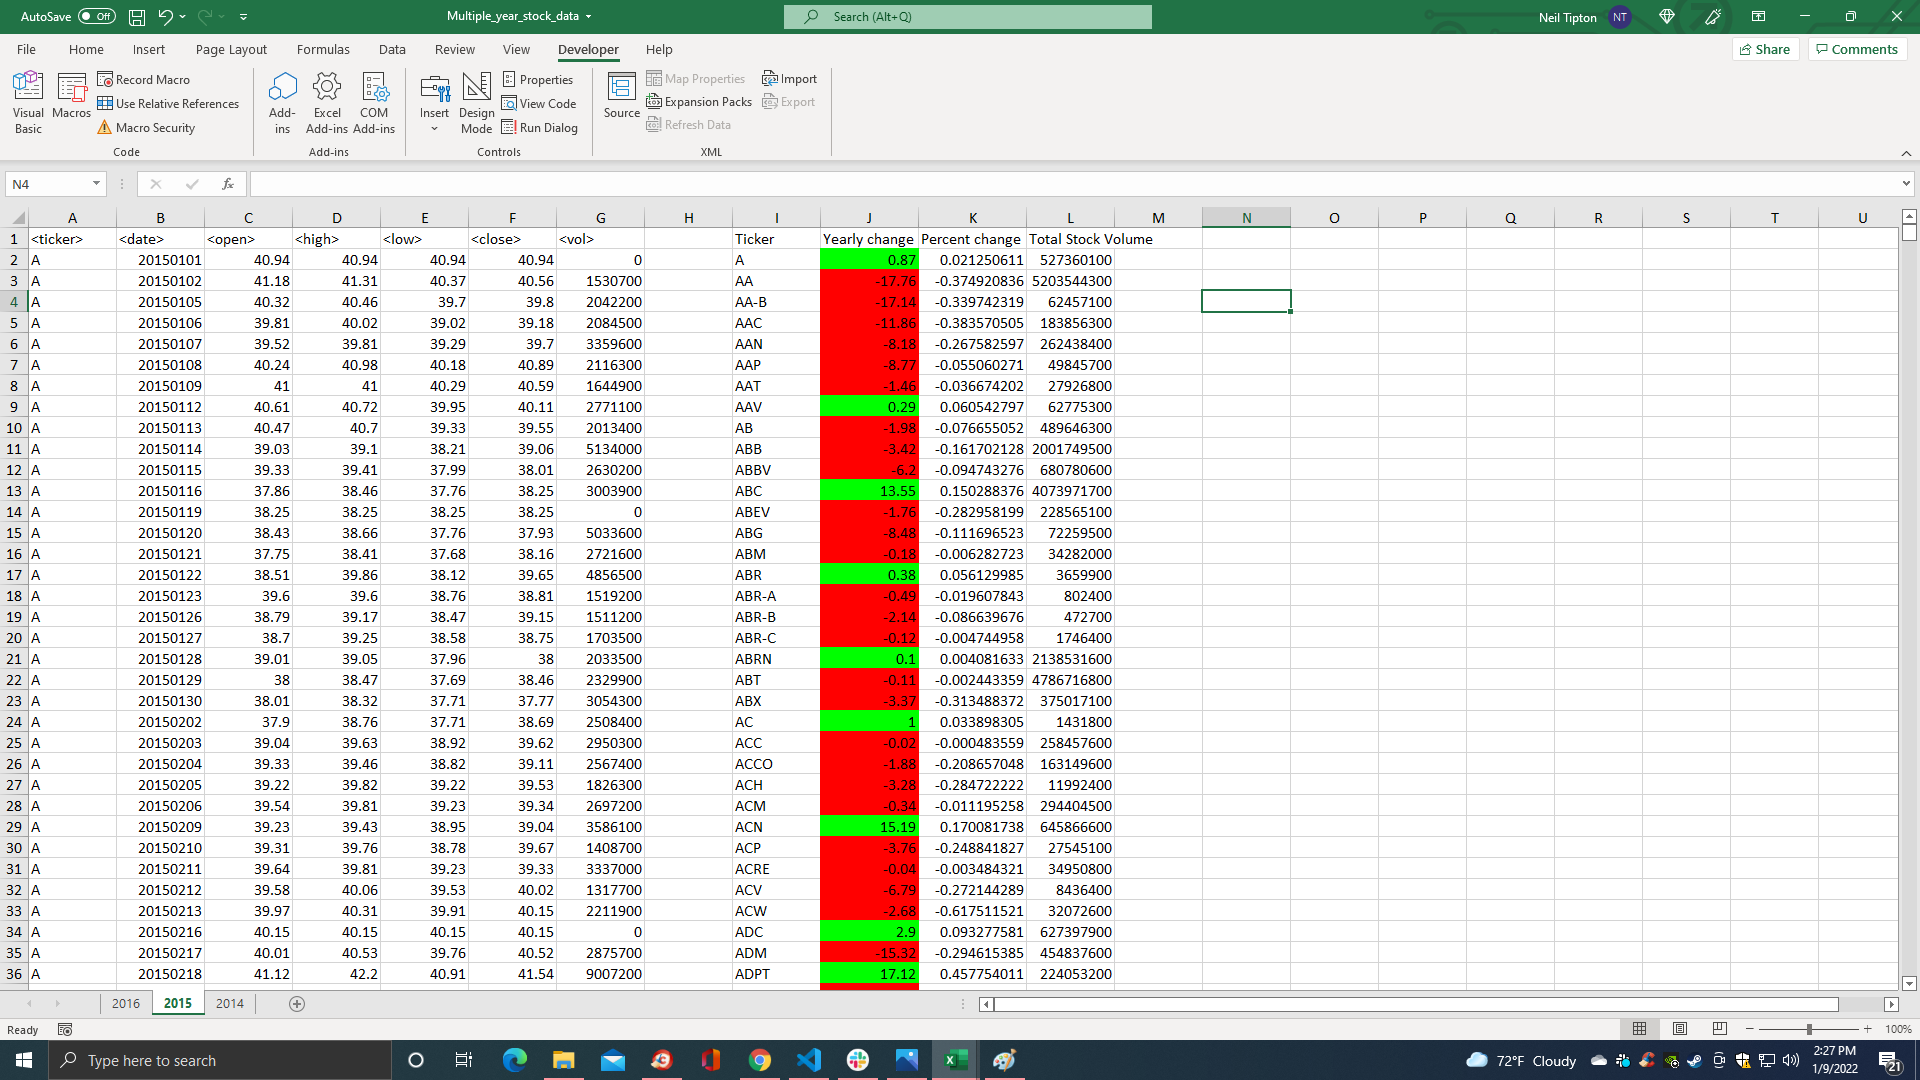 AutoSave Off Multiple_year_stock_data Search (Alt+Q) Neil Tipton NT
File Home Insert Page Layout Formulas Data Review View Developer Help Share Comments
Visual Basic Macros Record Macro Use Relative References Macro Security Add-ins Excel Add-ins COM Add-ins Insert Design Mode Properties View Code Run Dialog Source Map Properties Expansion Packs Refresh Data Import Export
Code Add-ins Controls XML
N4 fx
A B C D E F G H I J K L M N O P Q R S T U
1 <ticker> <date> <open> <high> <low> <close> <vol> Ticker Yearly change Percent change Total Stock Volume
2 A 20150101 40.94 40.94 40.94 40.94 0 A 0.87 0.021250611 527360100
3 A 20150102 41.18 41.31 40.37 40.56 1530700 AA -17.76 -0.374920836 5203544300
4 A 20150105 40.32 40.46 39.7 39.8 2042200 AA-B -17.14 -0.339742319 62457100
5 A 20150106 39.81 40.02 39.02 39.18 2084500 AAC -11.86 -0.383570505 183856300
6 A 20150107 39.52 39.81 39.29 39.7 3359600 AAN -8.18 -0.267582597 262438400
7 A 20150108 40.24 40.98 40.18 40.89 2116300 AAP -8.77 -0.055060271 49845700
8 A 20150109 41 41 40.29 40.59 1644900 AAT -1.46 -0.036674202 27926800
9 A 20150112 40.61 40.72 39.95 40.11 2771100 AAV 0.29 0.060542797 62775300
10 A 20150113 40.47 40.7 39.33 39.55 2013400 AB -1.98 -0.076655052 489646300
11 A 20150114 39.03 39.1 38.21 39.06 5134000 ABB -3.42 -0.161702128 2001749500
12 A 20150115 39.33 39.41 37.99 38.01 2630200 ABBV -6.2 -0.094743276 680780600
13 A 20150116 37.86 38.46 37.76 38.25 3003900 ABC 13.55 0.150288376 4073971700
14 A 20150119 38.25 38.25 38.25 38.25 0 ABEV -1.76 -0.282958199 228565100
15 A 20150120 38.43 38.66 37.76 37.93 5033600 ABG -8.48 -0.111696523 72259500
16 A 20150121 37.75 38.41 37.68 38.16 2721600 ABM -0.18 -0.006282723 34282000
17 A 20150122 38.51 39.86 38.12 39.65 4856500 ABR 0.38 0.056129985 3659900
18 A 20150123 39.6 39.6 38.76 38.81 1519200 ABR-A -0.49 -0.019607843 802400
19 A 20150126 38.79 39.17 38.47 39.15 1511200 ABR-B -2.14 -0.086639676 472700
20 A 20150127 38.7 39.25 38.58 38.75 1703500 ABR-C -0.12 -0.004744958 1746400
21 A 20150128 39.01 39.05 37.96 38 2033500 ABRN 0.1 0.004081633 2138531600
22 A 20150129 38 38.47 37.69 38.46 2329900 ABT -0.11 -0.002443359 4786716800
23 A 20150130 38.01 38.32 37.71 37.77 3054300 ABX -3.37 -0.313488372 375017100
24 A 20150202 37.9 38.76 37.71 38.69 2508400 AC 1 0.033898305 1431800
25 A 20150203 39.04 39.63 38.92 39.62 2950300 ACC -0.02 -0.000483559 258457600
26 A 20150204 39.33 39.46 38.82 39.11 2567400 ACCO -1.88 -0.208657048 163149600
27 A 20150205 39.22 39.82 39.22 39.53 1826300 ACH -3.28 -0.284722222 11992400
28 A 20150206 39.54 39.81 39.23 39.34 2697200 ACM -0.34 -0.011195258 294404500
29 A 20150209 39.23 39.43 38.95 39.04 3586100 ACN 15.19 0.170081738 645866600
30 A 20150210 39.31 39.76 38.78 39.67 1408700 ACP -3.76 -0.248841827 27545100
31 A 20150211 39.64 39.81 39.23 39.33 3337000 ACRE -0.04 -0.003484321 34950800
32 A 20150212 39.58 40.06 39.53 40.02 1317700 ACV -6.79 -0.272144289 8436400
33 A 20150213 39.97 40.31 39.91 40.15 2211900 ACW -2.68 -0.617511521 32072600
34 A 20150216 40.15 40.15 40.15 40.15 0 ADC 2.9 0.093277581 627397900
35 A 20150217 40.01 40.53 39.76 40.52 2875700 ADM -15.32 -0.294615385 454837600
36 A 20150218 41.12 42.2 40.91 41.54 9007200 ADPT 17.12 0.457754011 224053200
2016 2015 2014
Ready 100%
Type here to search 72°F Cloudy 2:27 PM
1/9/2022 21